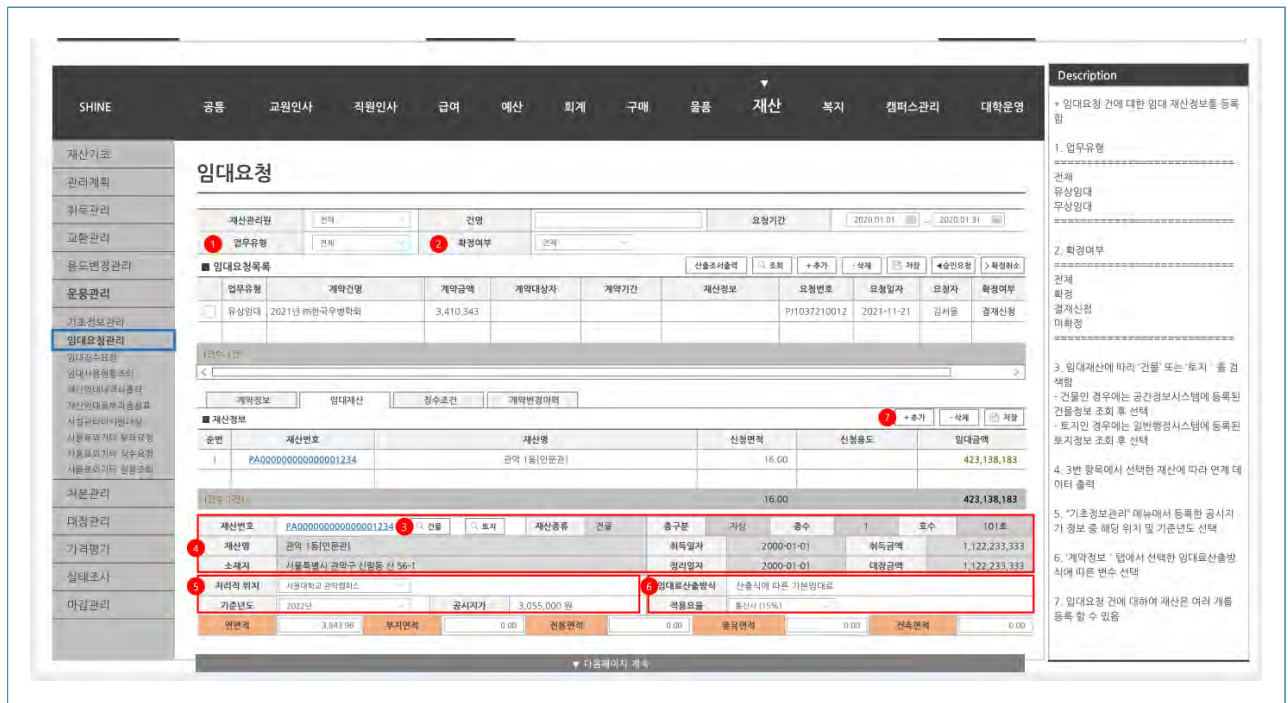 SHINE
공통 교원인사 직원인사 급여 예산 회계 구매 물품 ▼ 재산 복지 캠퍼스관리 대학운영
재산기초
관리계획
취득관리
교환관리
용도변경관리
운용관리
기초정보관리
임대요청관리
임대징수요청
임대사용현황조회
재산임대내역서출력
처분관리
대장관리
가격평가
실태조사
마감관리
임대요청
재산관리원 전체 건명 요청기간 2020.01.01 - 2020.01.31
1 업무유형 전체 2 확정여부 전체
■ 임대요청목록 산출조서출력 조회 +추가 -삭제 저장 ◀승인요청 >확정취소
업무유형 계약건명 계약금액 계약대상자 계약기간 재산정보 요청번호 요청일자 요청자 확정여부
유상임대 2021년 ㈜한국우병학회 3,410,343 PJ1037210012 2021-11-21 김서울 결재신청
계약정보 임대재산 징수조건 계약변경이력
■ 재산정보 7 +추가 -삭제 저장
순번 재산번호 재산명 신청면적 신청용도 임대금액
1 PA00000000000001234 관악 1동[인문관] 16.00 423,138,183
16.00 423,138,183
재산번호 PA00000000000001234 3 건물 토지 재산종류 건물 층구분 지상 층수 1 호수 101호
4 재산명 관악 1동[인문관] 취득일자 2000-01-01 취득금액 1,122,233,333
소재지 서울특별시 관악구 신림동 산 56-1 정리일자 2000-01-01 대장금액 1,122,233,333
5 지리적 위치 서울대학교 관악캠퍼스 6 임대료산출방식 산출식에 따른 기본임대료
기준년도 2022년 공시지가 3,055,000 원 적용요율 통신사 (15%)
연면적 3,843.96 부지면적 0.00 전용면적 0.00 공유면적 0.00 건축면적 0.00
▼ 다음페이지 계속
Description
+ 임대요청 건에 대한 임대 재산정보를 등록
함
1. 업무유형
============================
전체
유상임대
무상임대
============================
2. 확정여부
============================
전체
확정
결재신청
미확정
============================
3. 임대재산에 따라 '건물' 또는 '토지 ' 를 검
색함
- 건물인 경우에는 공간정보시스템에 등록된
건물정보 조회 후 선택
- 토지인 경우에는 일반행정시스템에 등록된
토지정보 조회 후 선택
4. 3번 항목에서 선택한 재산에 따라 연계 데
이터 출력
5. "기초정보관리" 메뉴에서 등록한 공시지
가 정보 중 해당 위치 및 기준년도 선택
6. '계약정보 ' 탭에서 선택한 임대료산출방
식에 따른 변수 선택
7. 임대요청 건에 대하여 재산은 여러 개를
등록 할 수 있음